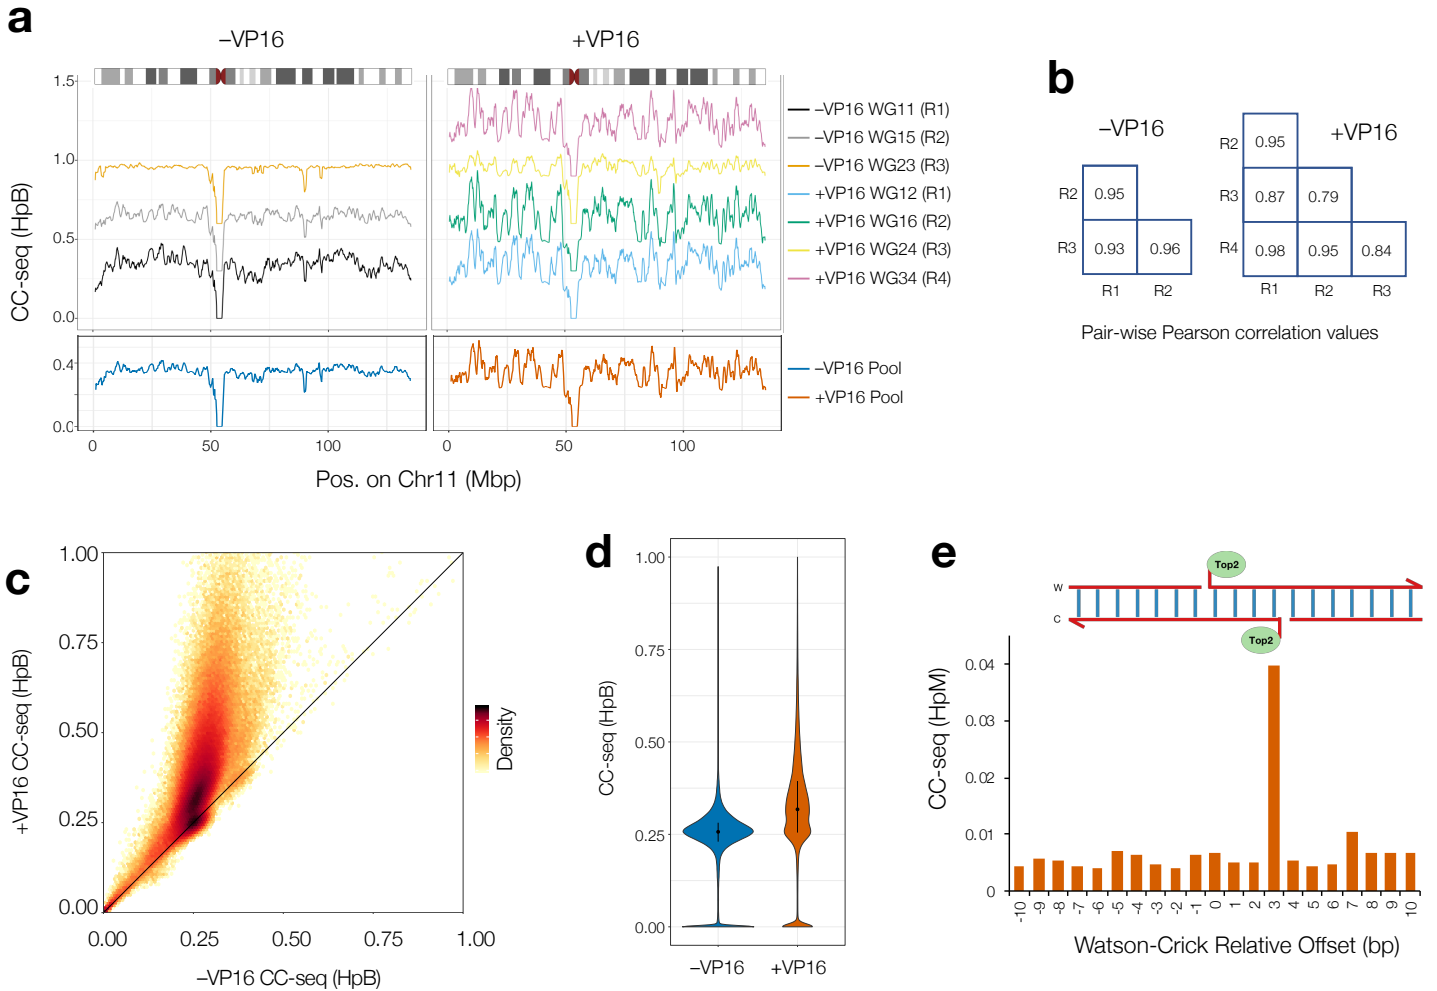 a
–VP16
+VP16
1.5
1.0
0.5
0.0
CC-seq (HpB)
0.4
0.0
0
50
100
0
50
100
Pos. on Chr11 (Mbp)
–VP16 WG11 (R1)
–VP16 WG15 (R2)
–VP16 WG23 (R3)
+VP16 WG12 (R1)
+VP16 WG16 (R2)
+VP16 WG24 (R3)
+VP16 WG34 (R4)
–VP16 Pool
+VP16 Pool
b
–VP16
+VP16
R2 0.95
R3 0.93 0.96
R1 R2
R2 0.95
R3 0.87 0.79
R4 0.98 0.95 0.84
R1 R2 R3
Pair-wise Pearson correlation values
c
1.00
0.75
0.50
0.25
0.00
+VP16 CC-seq (HpB)
0.00 0.25 0.50 0.75 1.00
–VP16 CC-seq (HpB)
Density
d
1.00
0.75
0.50
0.25
0.00
CC-seq (HpB)
–VP16 +VP16
e
Top2
W
C
Top2
0.04
0.03
0.02
0.01
0
CC-seq (HpM)
-10 -9 -8 -7 -6 -5 -4 -3 -2 -1 0 1 2 3 4 5 6 7 8 9 10
Watson-Crick Relative Offset (bp)